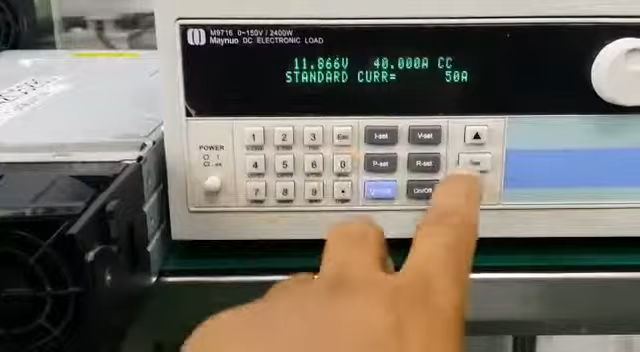 M9716 0~150V / 2400W
Maynuo DC ELECTRONIC LOAD
11.866V 40.000A CC
STANDARD CURR= 50A
POWER
1 2 3 Esc I-set V-set ▲
4 5 6 0 P-set R-set
7 8 9 . On/Off